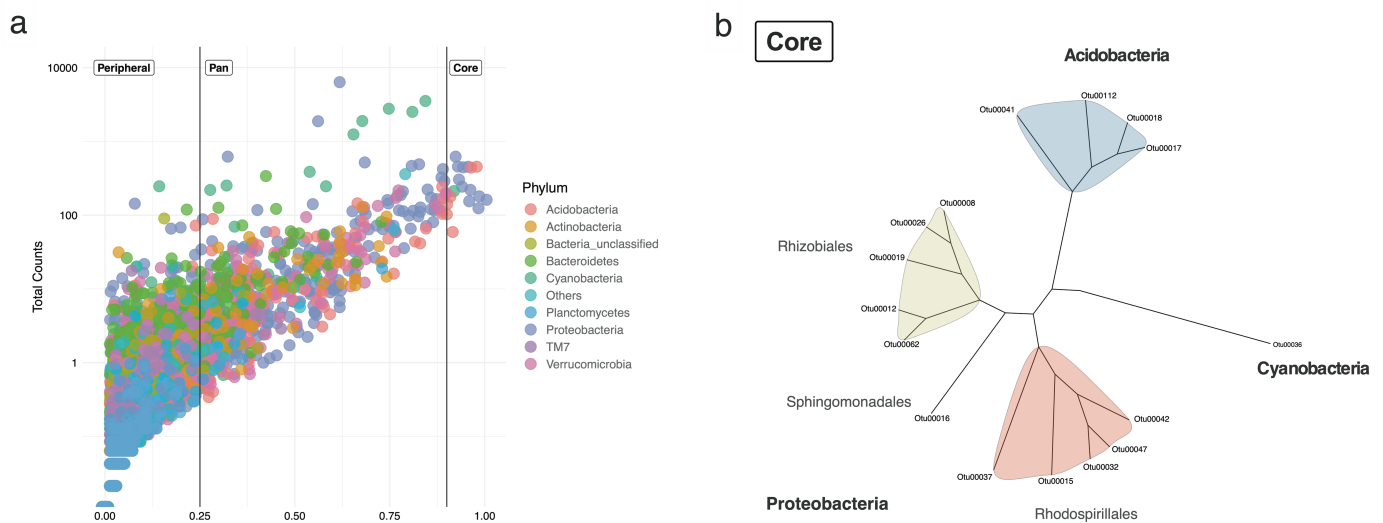 a
10000
Peripheral
Pan
Core
100
1
Total Counts
0.00
0.25
0.50
0.75
1.00
Phylum
Acidobacteria
Actinobacteria
Bacteria_unclassified
Bacteroidetes
Cyanobacteria
Others
Planctomycetes
Proteobacteria
TM7
Verrucomicrobia
b
Core
Acidobacteria
Otu00041
Otu00112
Otu00018
Otu00017
Rhizobiales
Otu00008
Otu00026
Otu00019
Otu00012
Otu00062
Otu00036
Cyanobacteria
Sphingomonadales
Otu00016
Otu00042
Otu00047
Otu00032
Otu00015
Otu00037
Proteobacteria
Rhodospirillales